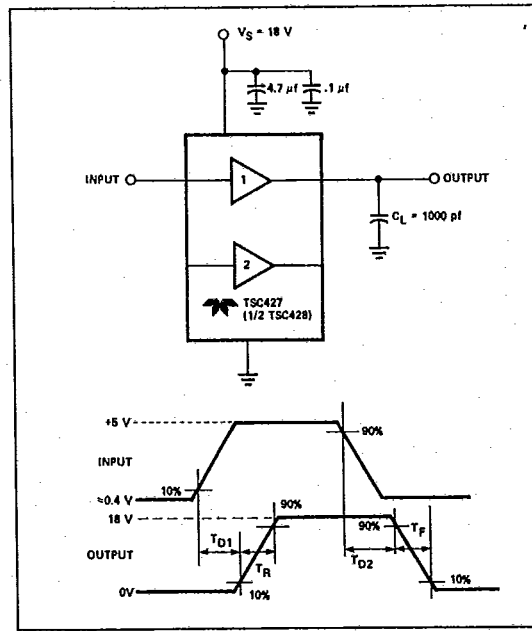 V_S = 18 V
4.7 µf
.1 µf
INPUT
1
OUTPUT
C_L = 1000 pf
2
TSC427
(1/2 TSC428)
+5 V
90%
INPUT
10%
≈0.4 V
18 V
90%
90%
T_F
T_D1
T_D2
OUTPUT
T_R
10%
10%
0V